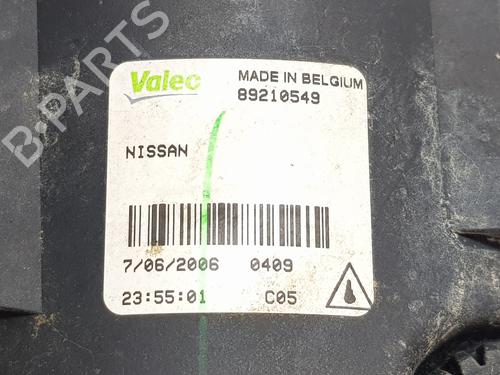 Valeo MADE IN BELGIUM
89210549
NISSAN
7/06/2006 0409
23:55:01 C05
B-PARTS